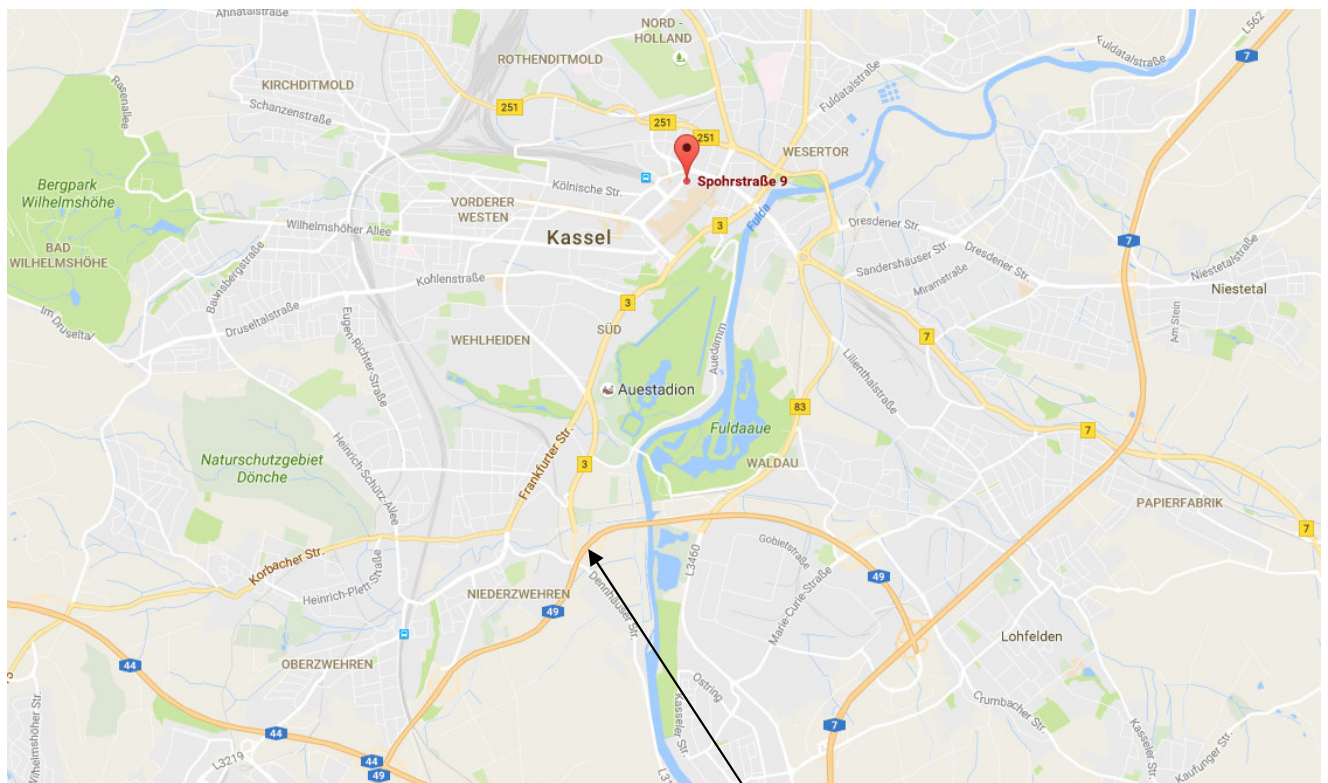 Ahnatalstraße
NORD -
HOLLAND
L562
7
Fuldatalstraße
ROTHENDITMOLD
KIRCHDITMOLD
Rasenallee
Schanzenstraße
251
251
251
Fuldatalstraße
WESERTOR
Spohrstraße 9
Bergpark
Wilhelmshöhe
Kölnische Str.
VORDERER
WESTEN
Wilhelmshöher Allee
BAD
WILHELMSHÖHE
Kassel
3
Fulda
Dresdener Str.
Dresdener Str.
7
Sandershäuser Str.
Miramstraße
Niestetalstraße
Niestetal
Am Stein
Baunsbergstraße
Kohlenstraße
Im Druseltal
Druseltalstraße
Eugen-Richter-Straße
3
SÜD
WEHLHEIDEN
Auedamm
7
Lilienthalstraße
Auestadion
83
Fuldaaue
7
Frankfurter Str.
Heinrich-Schütz-Allee
Naturschutzgebiet
Dönche
3
WALDAU
PAPIERFABRIK
7
Korbacher Str.
L3460
Gobietstraße
49
Marie-Curie-Straße
Heinrich-Plett-Straße
NIEDERZWEHREN
49
Dennhäuser Str.
Lohfelden
OBERZWEHREN
44
Ostring
Kasseler Str.
Crumbacher Str.
Kasseler Str.
Kaufunger Str.
Wilhelmshöher Str.
44
7
L3219
44
49